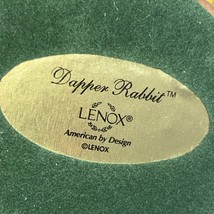 Dapper Rabbit™
LENOX®
American by Design
©LENOX